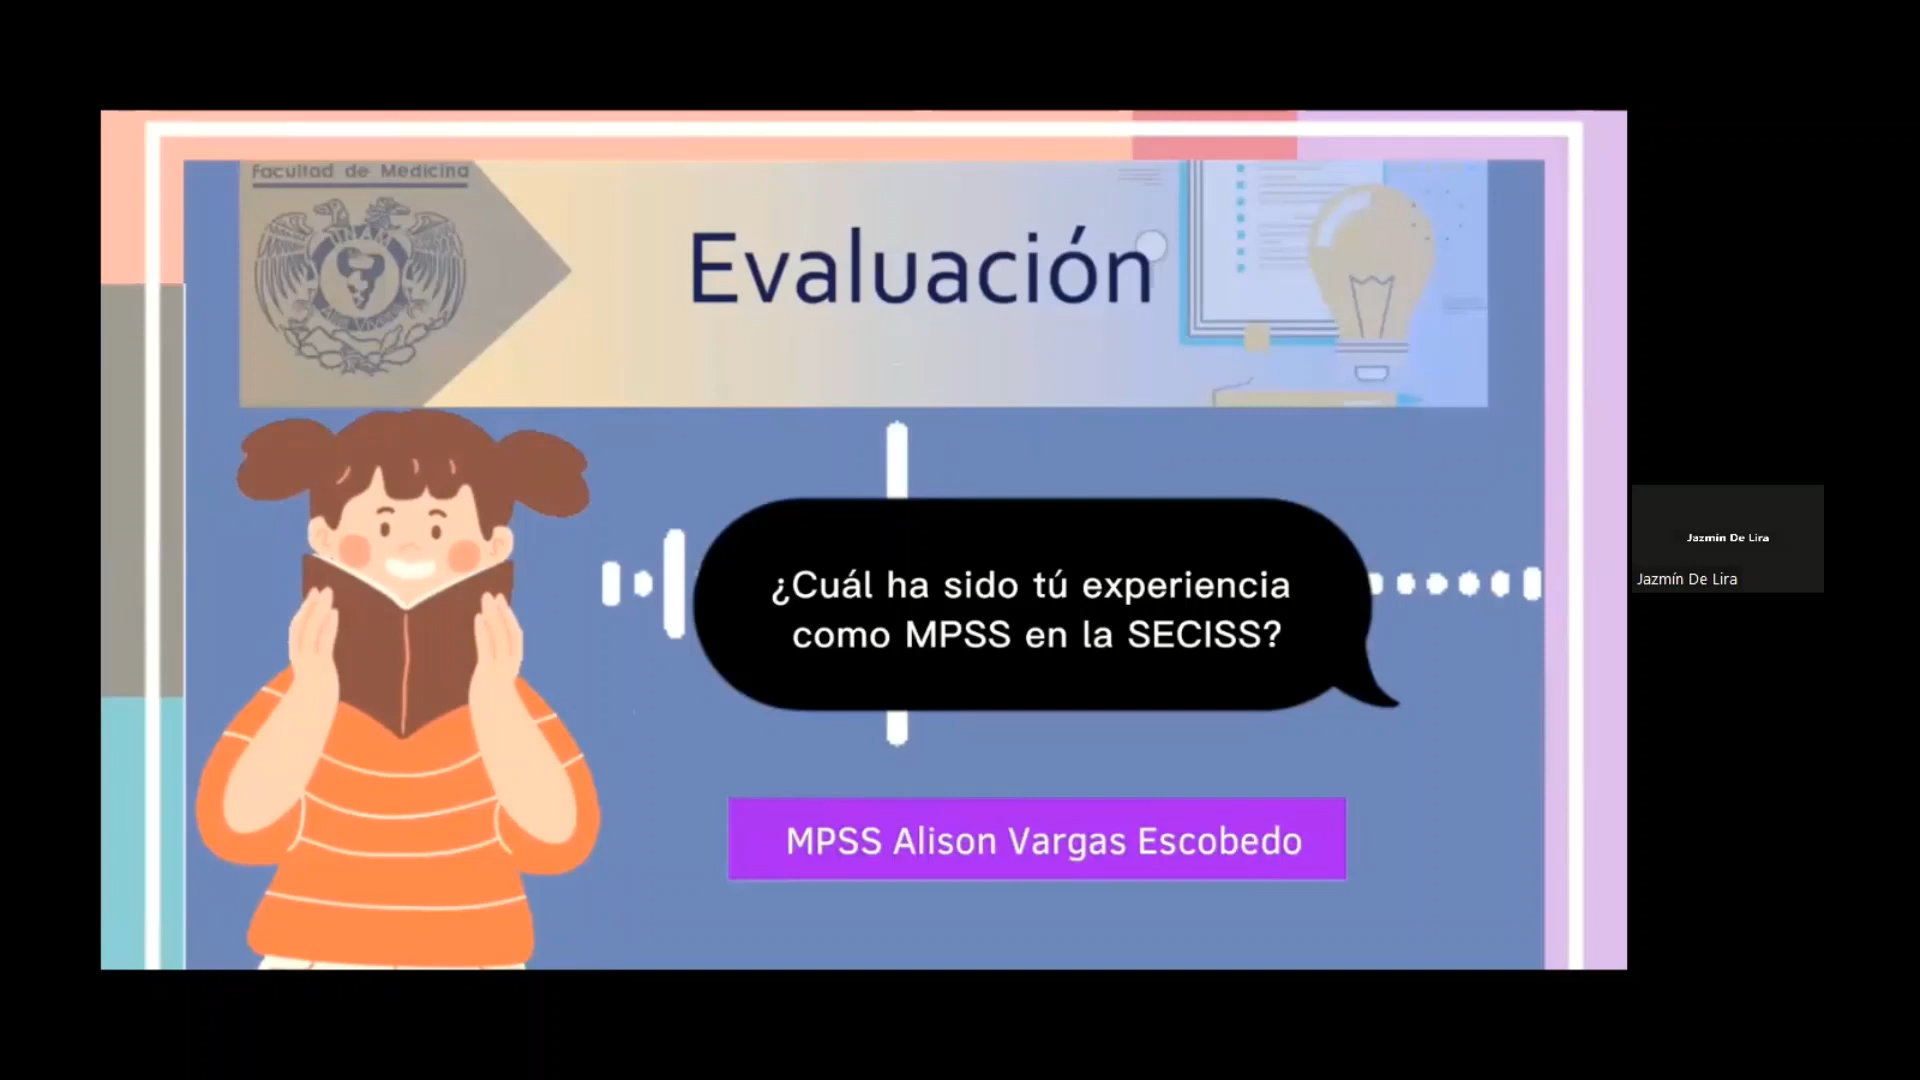 Facultad de Medicina
UNAM
Evaluación
¿Cuál ha sido tú experiencia
como MPSS en la SECISS?
MPSS Alison Vargas Escobedo
Jazmín De Lira
Jazmín De Lira